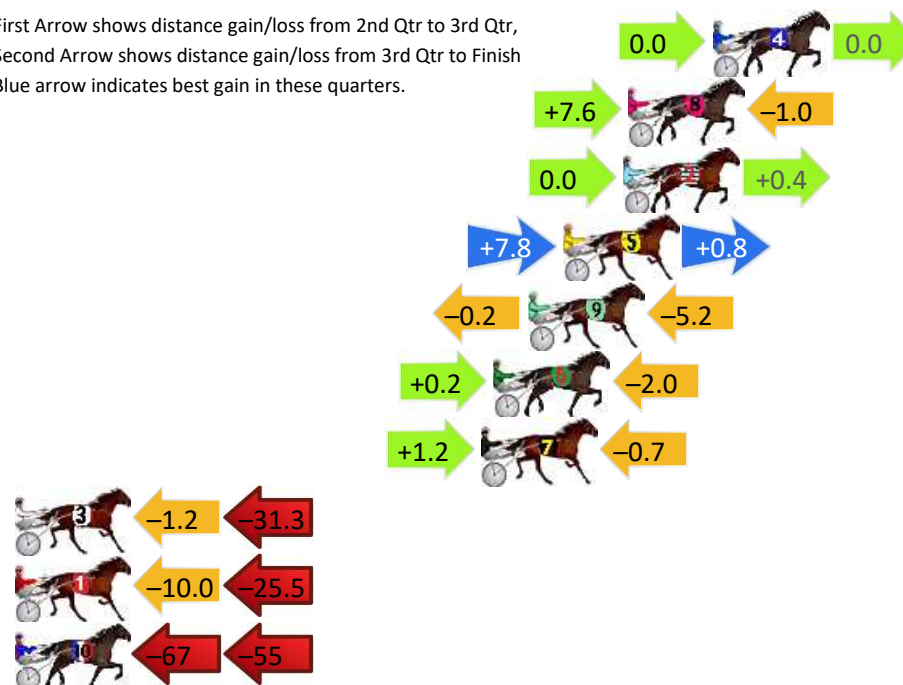 First Arrow shows distance gain/loss from 2nd Qtr to 3rd Qtr,
Second Arrow shows distance gain/loss from 3rd Qtr to Finish
Blue arrow indicates best gain in these quarters.
0.0 4 0.0
+7.6 8 –1.0
0.0 2 +0.4
+7.8 5 +0.8
–0.2 9 –5.2
+0.2 6 –2.0
+1.2 7 –0.7
3 –1.2 –31.3
1 –10.0 –25.5
10 –67 –55